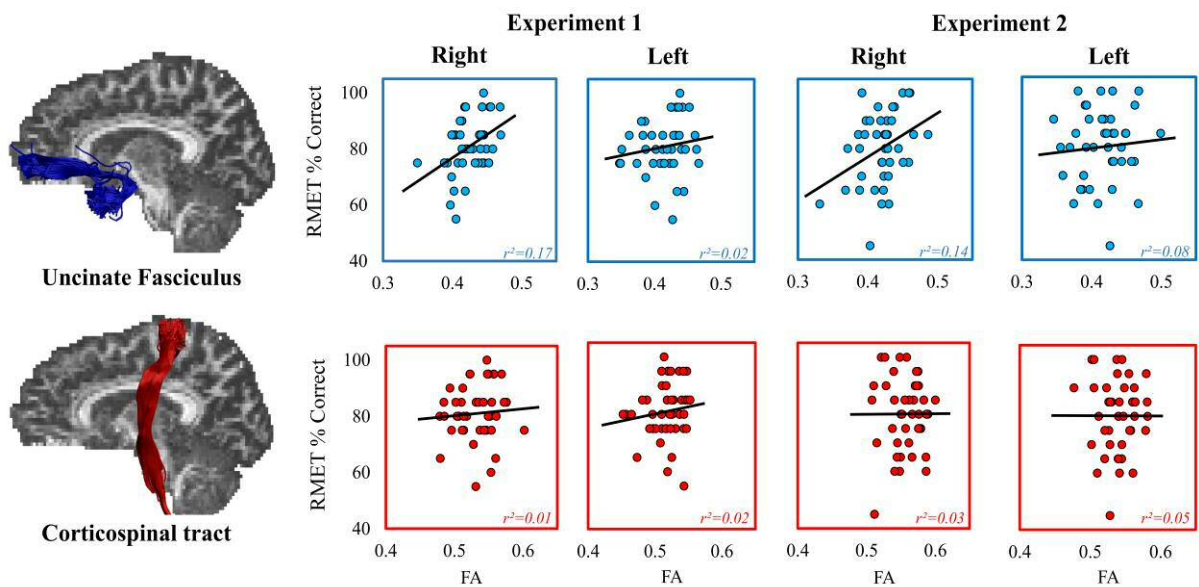 Experiment 1
Experiment 2
Right
Left
Right
Left
RMET % Correct
100
80
60
40
r²=0.17
r²=0.02
r²=0.14
r²=0.08
0.3
0.4
0.5
0.3
0.4
0.5
0.3
0.4
0.5
0.3
0.4
0.5
Uncinate Fasciculus
RMET % Correct
100
80
60
40
r²=0.01
r²=0.02
r²=0.03
r²=0.05
0.4
0.5
0.6
0.4
0.5
0.6
0.4
0.5
0.6
0.4
0.5
0.6
FA
FA
FA
FA
Corticospinal tract